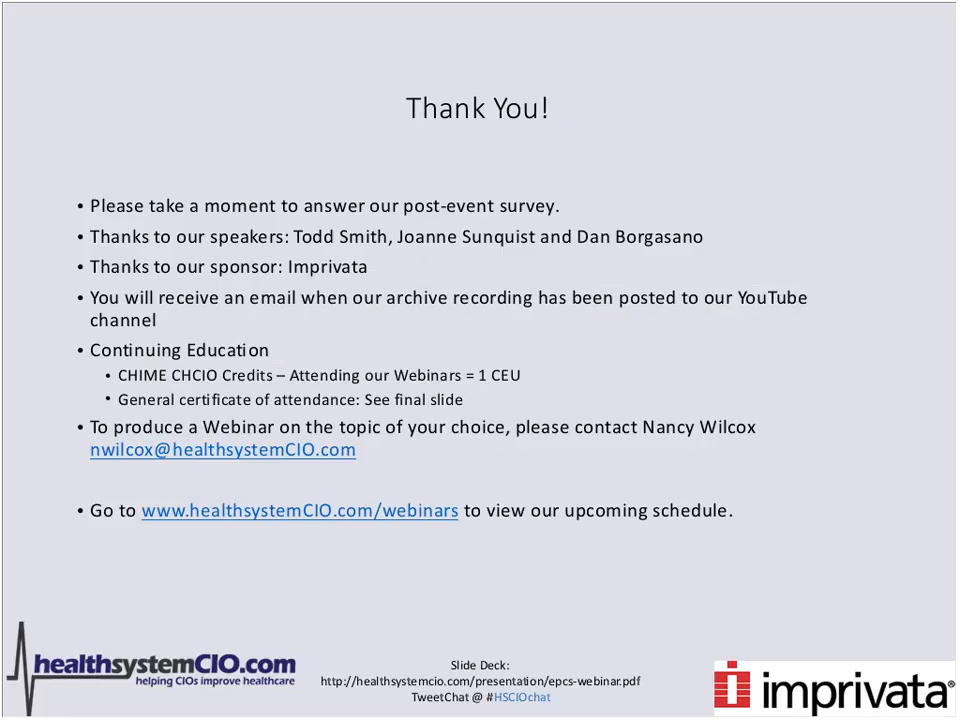 Thank You!
• Please take a moment to answer our post-event survey.
• Thanks to our speakers: Todd Smith, Joanne Sunquist and Dan Borgasano
• Thanks to our sponsor: Imprivata
• You will receive an email when our archive recording has been posted to our YouTube
channel
• Continuing Education
• CHIME CHCIO Credits – Attending our Webinars = 1 CEU
• General certificate of attendance: See final slide
• To produce a Webinar on the topic of your choice, please contact Nancy Wilcox
nwilcox@healthsystemCIO.com
• Go to www.healthsystemCIO.com/webinars to view our upcoming schedule.
healthsystemCIO.com
helping CIOs improve healthcare
Slide Deck:
http://healthsystemcio.com/presentation/epcs-webinar.pdf
TweetChat @ #HSCIOchat
imprivata®